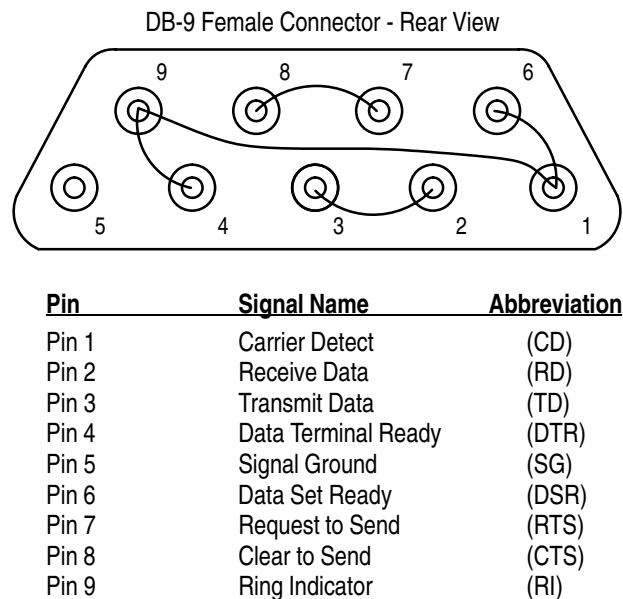 DB-9 Female Connector - Rear View
9 8 7 6
5 4 3 2 1
Pin Signal Name Abbreviation
Pin 1 Carrier Detect (CD)
Pin 2 Receive Data (RD)
Pin 3 Transmit Data (TD)
Pin 4 Data Terminal Ready (DTR)
Pin 5 Signal Ground (SG)
Pin 6 Data Set Ready (DSR)
Pin 7 Request to Send (RTS)
Pin 8 Clear to Send (CTS)
Pin 9 Ring Indicator (RI)